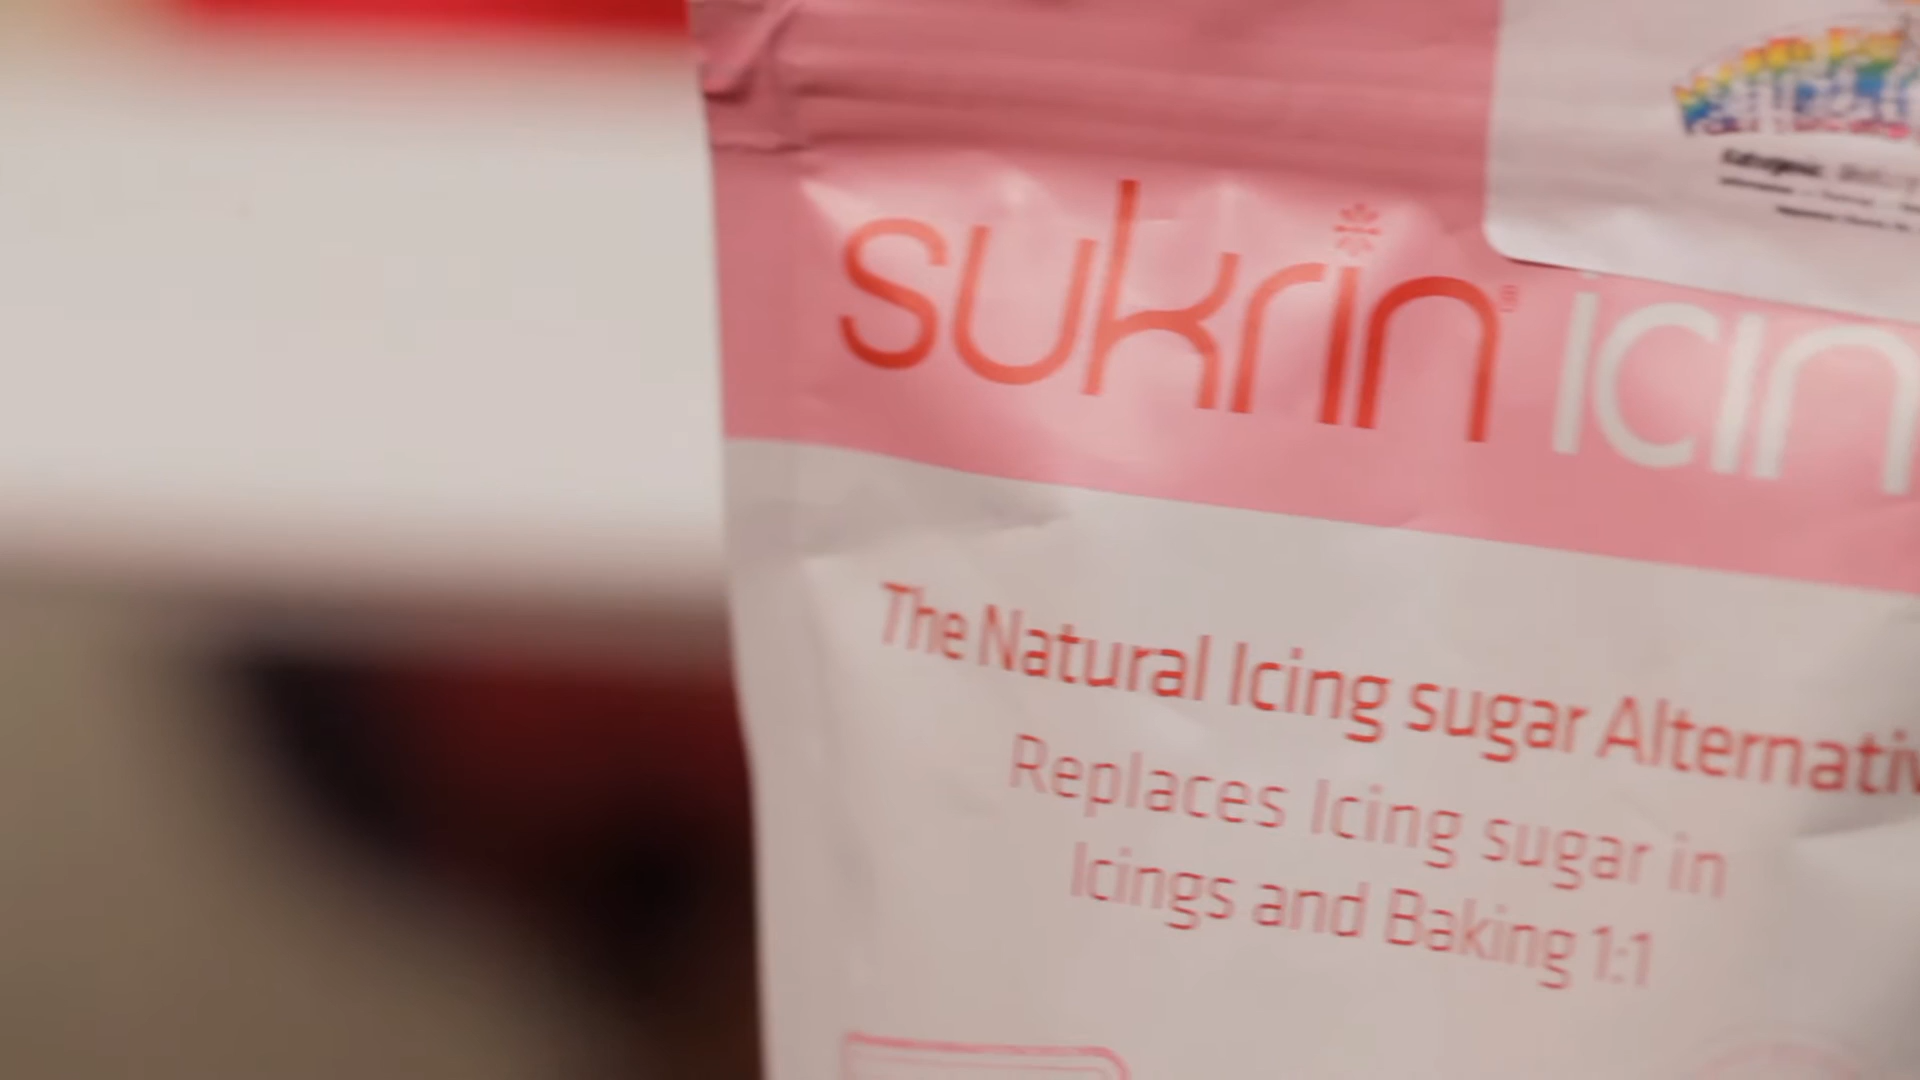 sukrin® icin
The Natural Icing sugar Alternativ
Replaces Icing sugar in
Icings and Baking 1:1